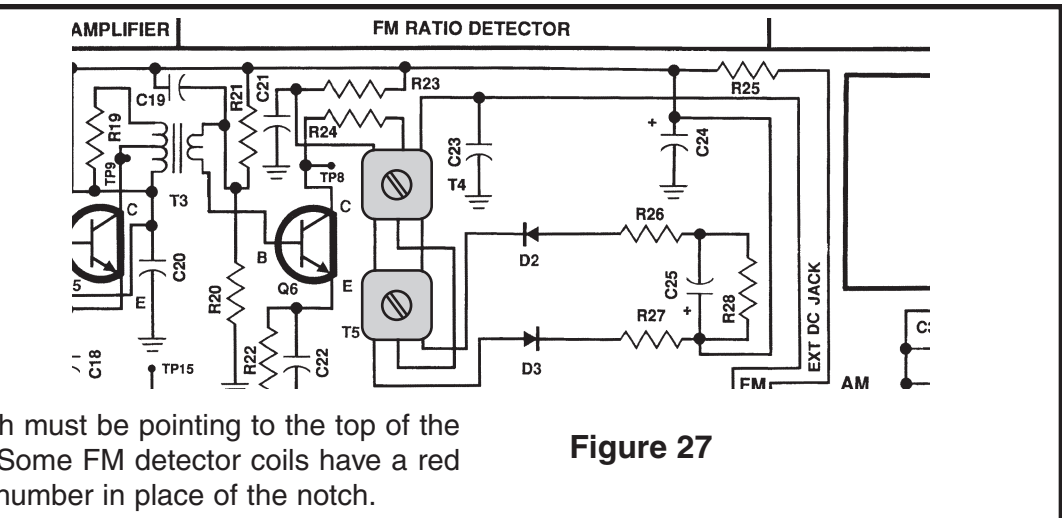 AMPLIFIER
FM RATIO DETECTOR
C19
R21
C21
R23
R24
R25
R19
TP9
T3
TP8
T4
C23
+
C24
C
C
B
Q6
E
E
5
C20
R20
R22
C22
C18
TP15
T5
D2
D3
R26
R27
C25
+
R28
EXT DC JACK
FM
AM
h must be pointing to the top of the
Some FM detector coils have a red
number in place of the notch.
Figure 27